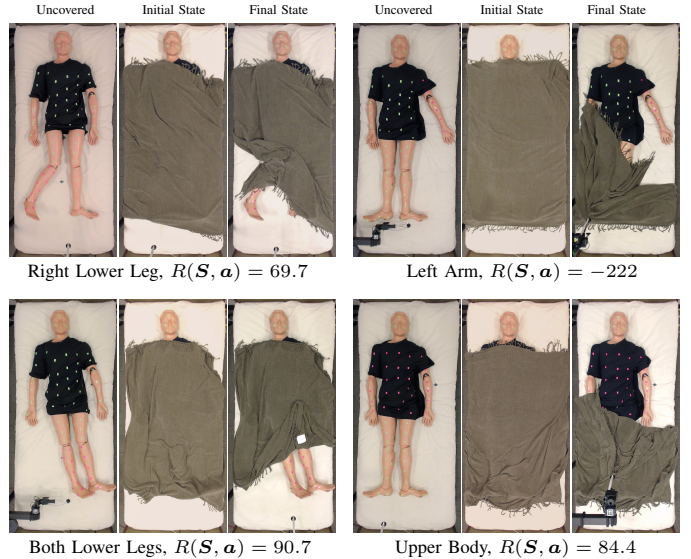 Uncovered Initial State Final State Uncovered Initial State Final State
Right Lower Leg, R(S, a) = 69.7 Left Arm, R(S, a) = −222
Both Lower Legs, R(S, a) = 90.7 Upper Body, R(S, a) = 84.4